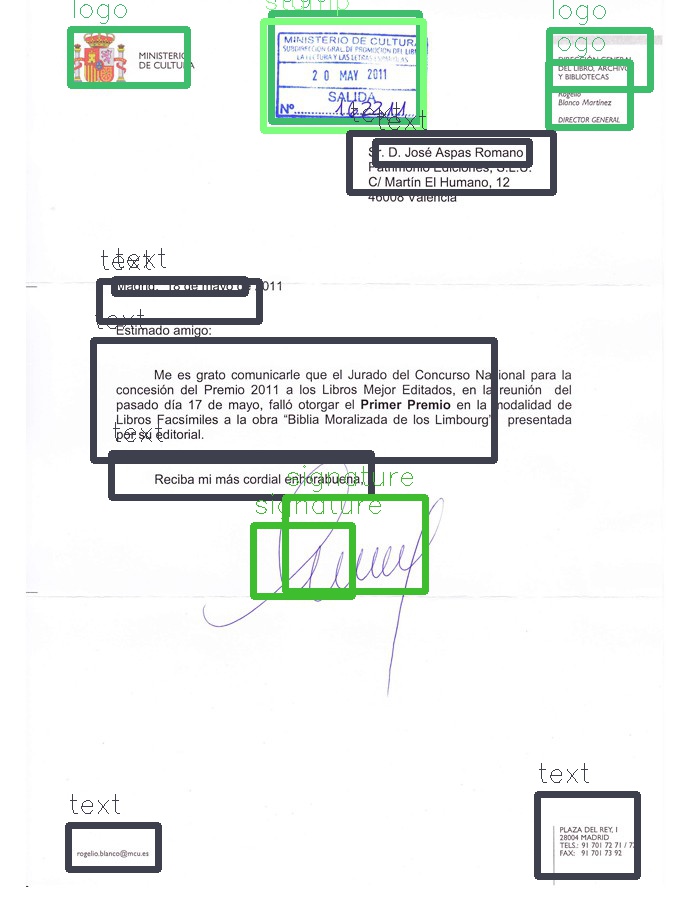 logo
stamp
logo
logo
MINISTERIO
DE CULTURA
MINISTERIO DE CULTURA
SUBDIRECCIÓN GRAL. DE PROMOCIÓN DEL LIBRO
LA LECTURA Y LAS LETRAS ESPAÑOLAS
20 MAY 2011
SALIDA
Nº
DIRECCIÓN GENERAL
DEL LIBRO, ARCHIVOS
Y BIBLIOTECAS
Rogelio
Blanco Martínez
DIRECTOR GENERAL
text
text
Sr. D. José Aspas Romano
Patrimonio Ediciones, S.L.U.
C/ Martín El Humano, 12
46008 Valencia
text
text
Madrid, 18 de mayo de 2011
text
Estimado amigo:
Me es grato comunicarle que el Jurado del Concurso Nacional para la
concesión del Premio 2011 a los Libros Mejor Editados, en la reunión del
pasado día 17 de mayo, falló otorgar el Primer Premio en la modalidad de
Libros Facsímiles a la obra “Biblia Moralizada de los Limbourg” presentada
por su editorial.
text
Reciba mi más cordial enhorabuena,
signature
signature
text
text
rogelio.blanco@mcu.es
PLAZA DEL REY, 1
28004 MADRID
TELS.: 91 701 72 71 / 72
FAX: 91 701 73 92